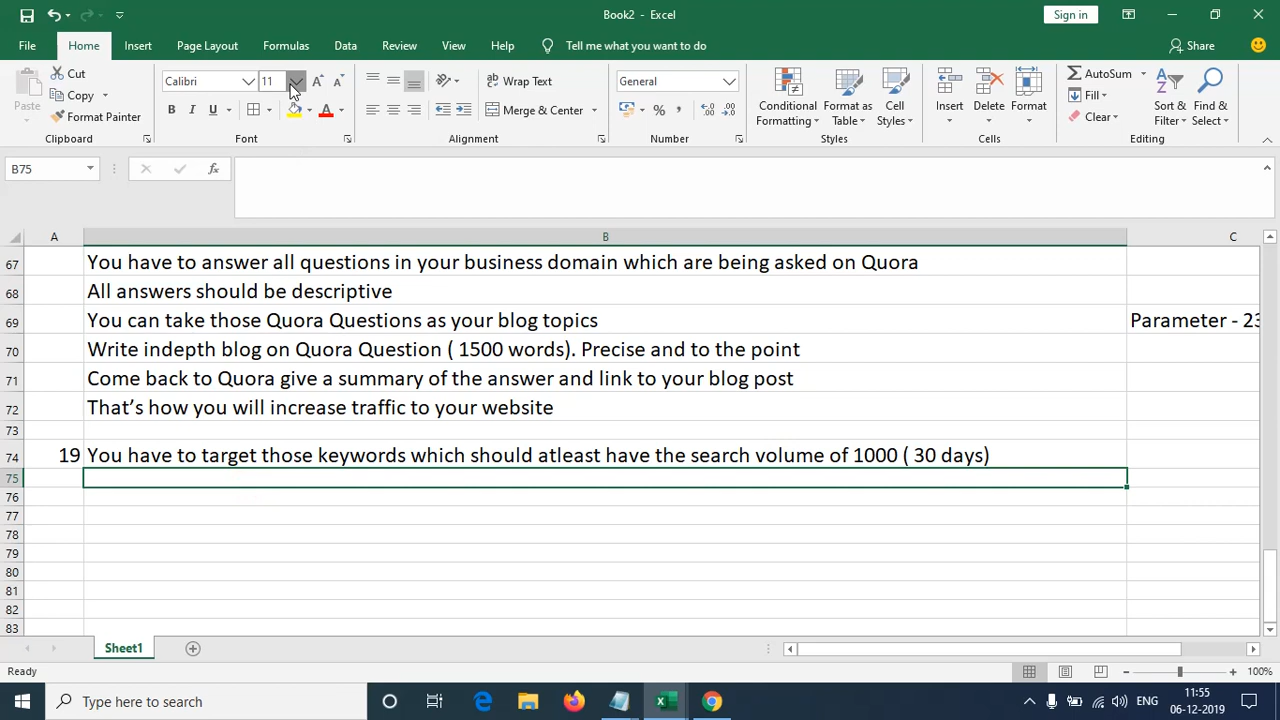 Book2 - Excel
Sign in
File Home Insert Page Layout Formulas Data Review View Help Tell me what you want to do Share
Paste Cut Copy Format Painter
Clipboard
Calibri 11
B I U A
Font
Wrap Text
Merge & Center
Alignment
General
%
Number
Conditional Formatting
Format as Table
Cell Styles
Styles
Insert Delete Format
Cells
AutoSum
Fill
Clear
Sort & Filter
Find & Select
Editing
B75 fx
A B C
67 You have to answer all questions in your business domain which are being asked on Quora
68 All answers should be descriptive
69 You can take those Quora Questions as your blog topics Parameter - 23
70 Write indepth blog on Quora Question ( 1500 words). Precise and to the point
71 Come back to Quora give a summary of the answer and link to your blog post
72 That’s how you will increase traffic to your website
73
74 19 You have to target those keywords which should atleast have the search volume of 1000 ( 30 days)
75
76
77
78
79
80
81
82
83
Sheet1
Ready 100%
Type here to search ENG 11:55
06-12-2019